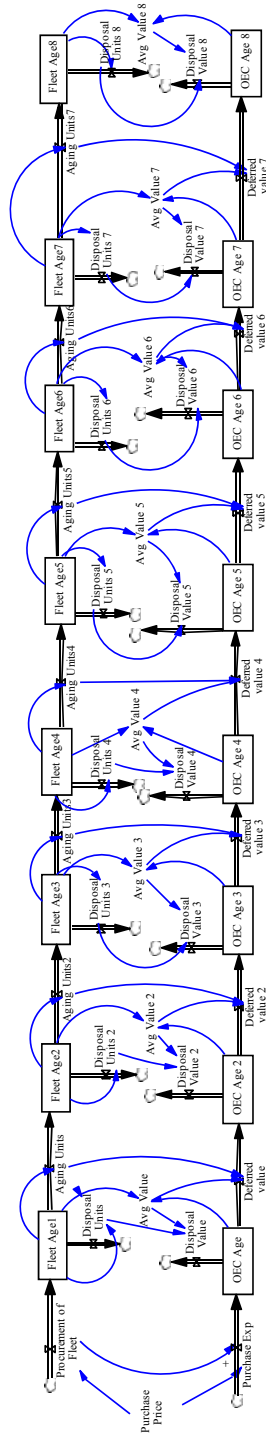 Purchase
Price
Procurement of
Fleet
Fleet Age1
Aging Units
Disposal
Units
Avg Value
Disposal
Value
Purchase Exp
+
OEC Age
Deferred
value
Fleet Age2
Aging Units2
Disposal
Units 2
Avg Value 2
Disposal
Value 2
OEC Age 2
Deferred
value 2
Fleet Age3
Aging Units3
Disposal
Units 3
Avg Value 3
Disposal
Value 3
OEC Age 3
Deferred
value 3
Fleet Age4
Aging Units4
Disposal
Units 4
Avg Value 4
Disposal
Value 4
OEC Age 4
Deferred
value 4
Fleet Age5
Aging Units5
Disposal
Units 5
Avg Value 5
Disposal
Value 5
OEC Age 5
Deferred
value 5
Fleet Age6
Aging Units6
Disposal
Units 6
Avg Value 6
Disposal
Value 6
OEC Age 6
Deferred
value 6
Fleet Age7
Aging Units7
Disposal
Units 7
Avg Value 7
Disposal
Value 7
OEC Age 7
Deferred
value 7
Fleet Age8
Disposal
Units 8
Avg Value 8
Disposal
Value 8
OEC Age 8